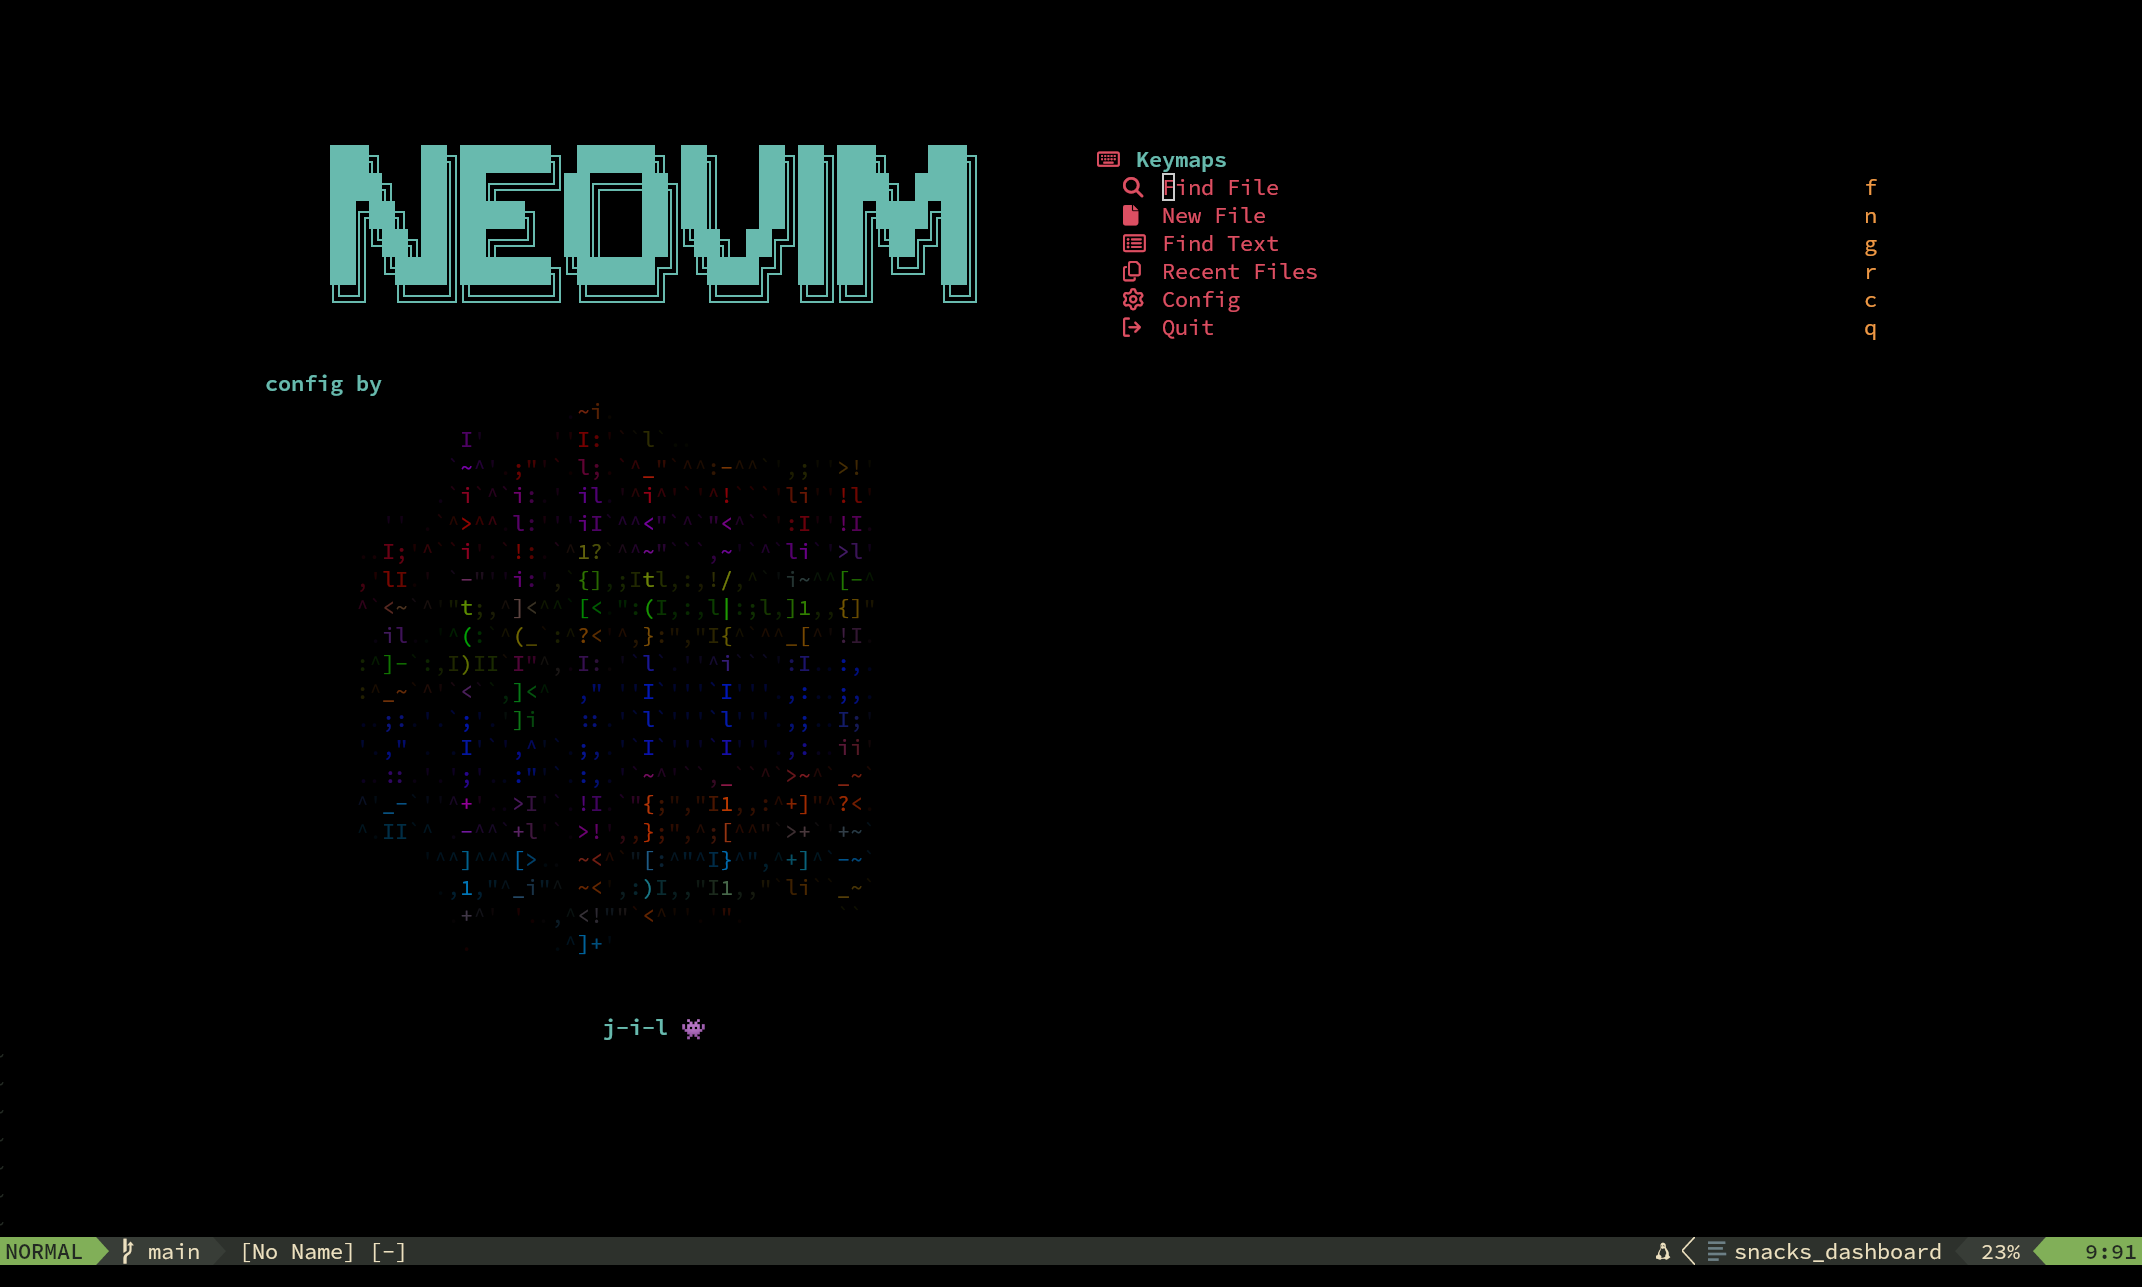 NEOVIM
Keymaps
Find File f
New File n
Find Text g
Recent Files r
Config c
Quit q
config by
j-i-l
NORMAL main [No Name] [-] snacks_dashboard 23% 9:91